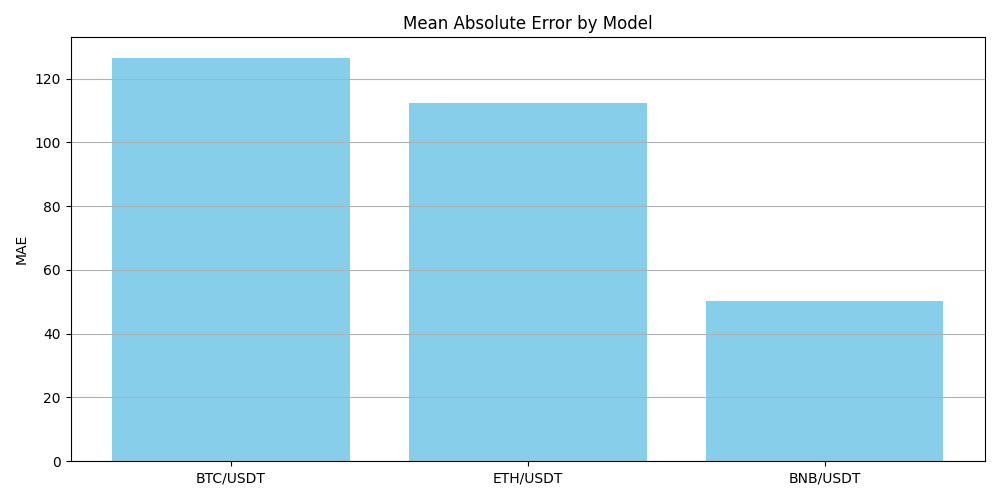 Mean Absolute Error by Model
MAE
120
100
80
60
40
20
0
BTC/USDT ETH/USDT BNB/USDT